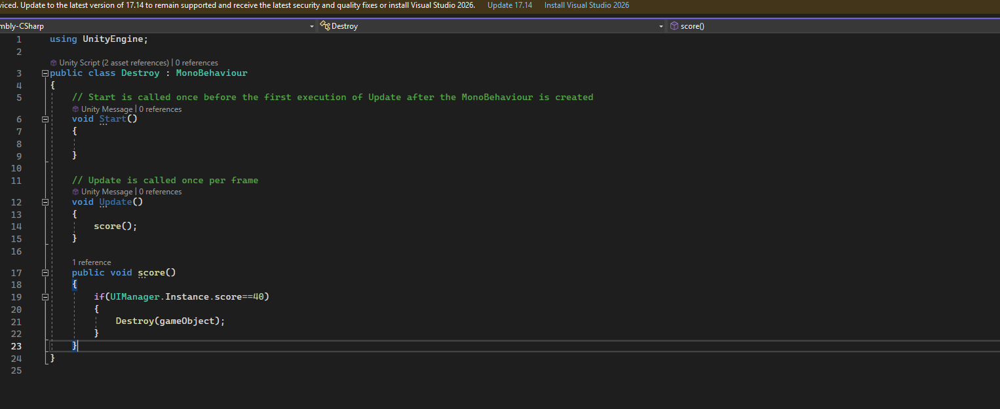 viced. Update to the latest version of 17.14 to remain supported and receive the latest security and quality fixes or install Visual Studio 2026. Update 17.14 Install Visual Studio 2026
mbly-CSharp Destroy score()
1 using UnityEngine;
2
Unity Script (2 asset references) | 0 references
3 public class Destroy : MonoBehaviour
4 {
5 // Start is called once before the first execution of Update after the MonoBehaviour is created
Unity Message | 0 references
6 void Start()
7 {
8
9 }
10
11 // Update is called once per frame
Unity Message | 0 references
12 void Update()
13 {
14 score();
15 }
16
1 reference
17 public void score()
18 {
19 if(UIManager.Instance.score==40)
20 {
21 Destroy(gameObject);
22 }
23 }
24 }
25